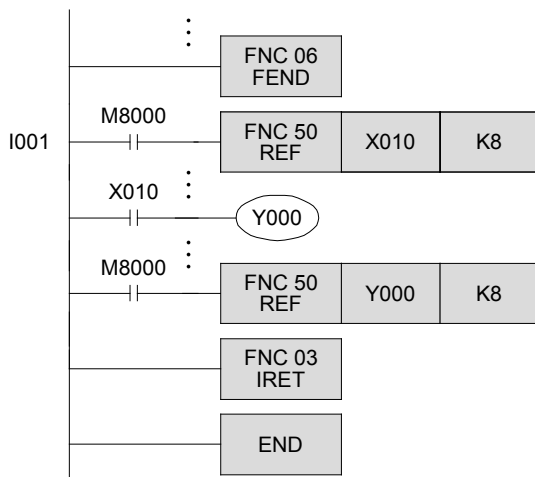 FNC 06
FEND
M8000
I001
FNC 50
REF
X010
K8
X010
Y000
M8000
FNC 50
REF
Y000
K8
FNC 03
IRET
END